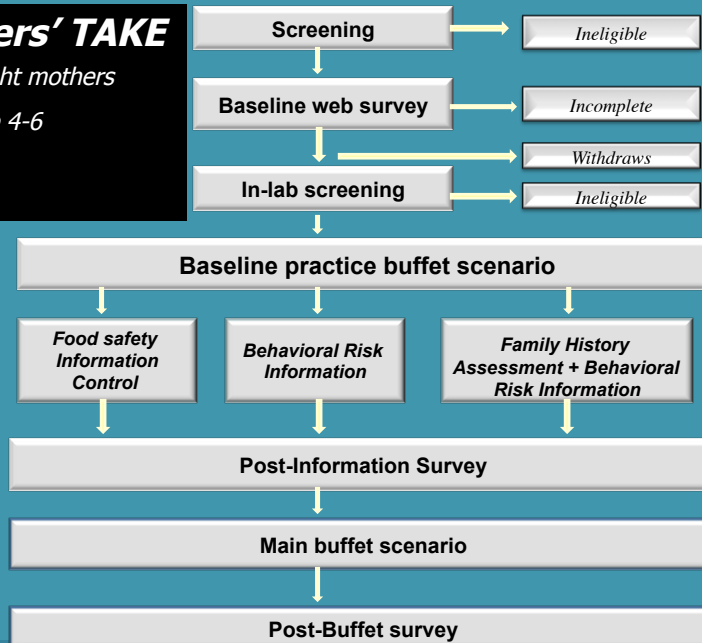 ers’ TAKE
ht mothers
4-6
Screening
Ineligible
Baseline web survey
Incomplete
Withdraws
In-lab screening
Ineligible
Baseline practice buffet scenario
Food safety
Information
Control
Behavioral Risk
Information
Family History
Assessment + Behavioral
Risk Information
Post-Information Survey
Main buffet scenario
Post-Buffet survey